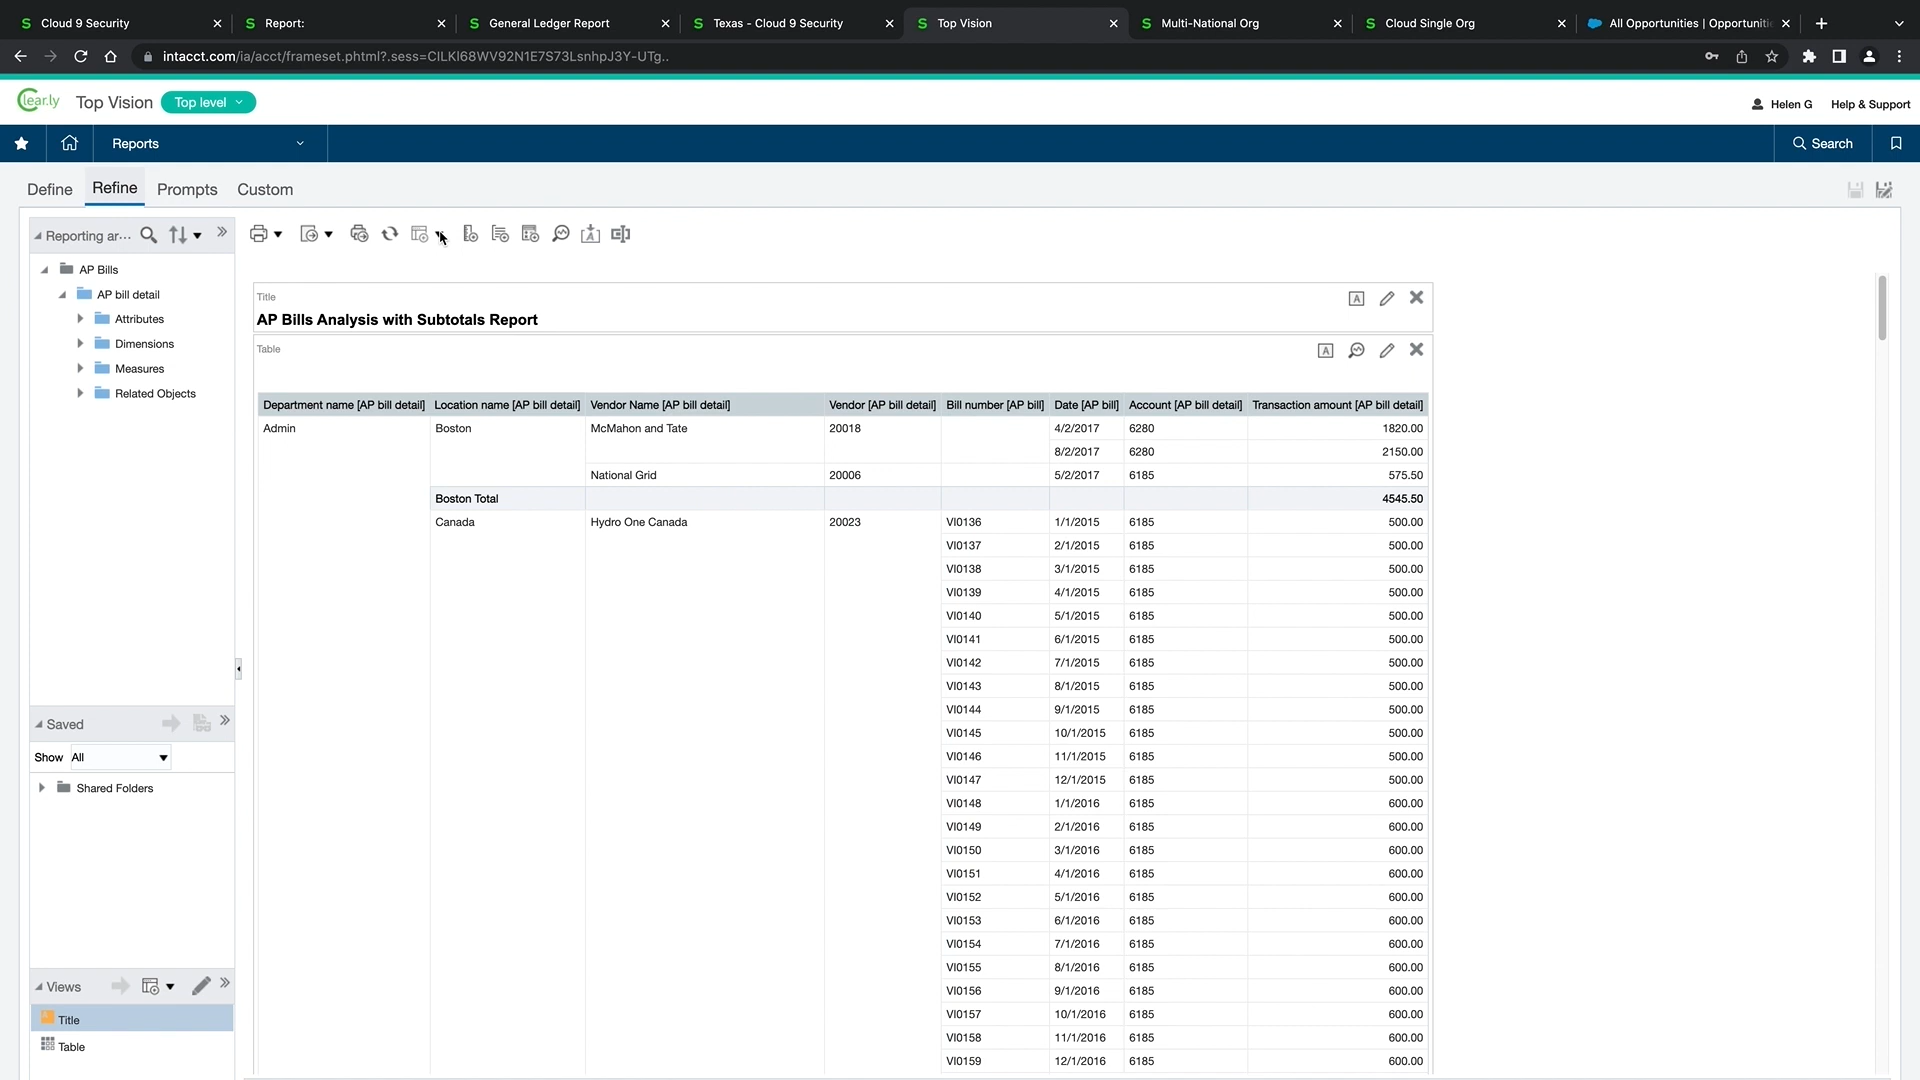 Cloud 9 Security
Report:
General Ledger Report
Texas - Cloud 9 Security
Top Vision
Multi-National Org
Cloud Single Org
All Opportunities | Opportuniti
intacct.com/ia/acct/frameset.phtml?.sess=CILKl68WV92N1E7S73LsnhpJ3Y-UTg..
Clear.ly
Top Vision
Top level
Helen G
Help & Support
Reports
Search
Define
Refine
Prompts
Custom
Reporting ar...
AP Bills
AP bill detail
Attributes
Dimensions
Measures
Related Objects
Saved
Show All
Shared Folders
Views
Title
Table
Title
AP Bills Analysis with Subtotals Report
Table
Department name [AP bill detail] Location name [AP bill detail] Vendor Name [AP bill detail] Vendor [AP bill detail] Bill number [AP bill] Date [AP bill] Account [AP bill detail] Transaction amount [AP bill detail]
Admin Boston McMahon and Tate 20018 4/2/2017 6280 1820.00
8/2/2017 6280 2150.00
National Grid 20006 5/2/2017 6185 575.50
Boston Total 4545.50
Canada Hydro One Canada 20023 VI0136 1/1/2015 6185 500.00
VI0137 2/1/2015 6185 500.00
VI0138 3/1/2015 6185 500.00
VI0139 4/1/2015 6185 500.00
VI0140 5/1/2015 6185 500.00
VI0141 6/1/2015 6185 500.00
VI0142 7/1/2015 6185 500.00
VI0143 8/1/2015 6185 500.00
VI0144 9/1/2015 6185 500.00
VI0145 10/1/2015 6185 500.00
VI0146 11/1/2015 6185 500.00
VI0147 12/1/2015 6185 500.00
VI0148 1/1/2016 6185 600.00
VI0149 2/1/2016 6185 600.00
VI0150 3/1/2016 6185 600.00
VI0151 4/1/2016 6185 600.00
VI0152 5/1/2016 6185 600.00
VI0153 6/1/2016 6185 600.00
VI0154 7/1/2016 6185 600.00
VI0155 8/1/2016 6185 600.00
VI0156 9/1/2016 6185 600.00
VI0157 10/1/2016 6185 600.00
VI0158 11/1/2016 6185 600.00
VI0159 12/1/2016 6185 600.00